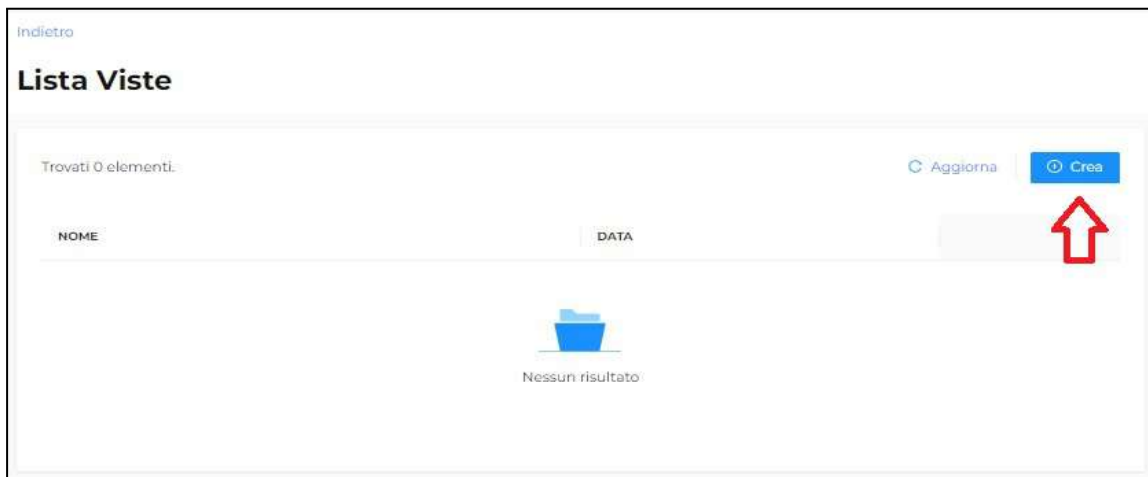 Indietro
Lista Viste
Trovati 0 elementi.
Aggiorna
Crea
NOME
DATA
Nessun risultato